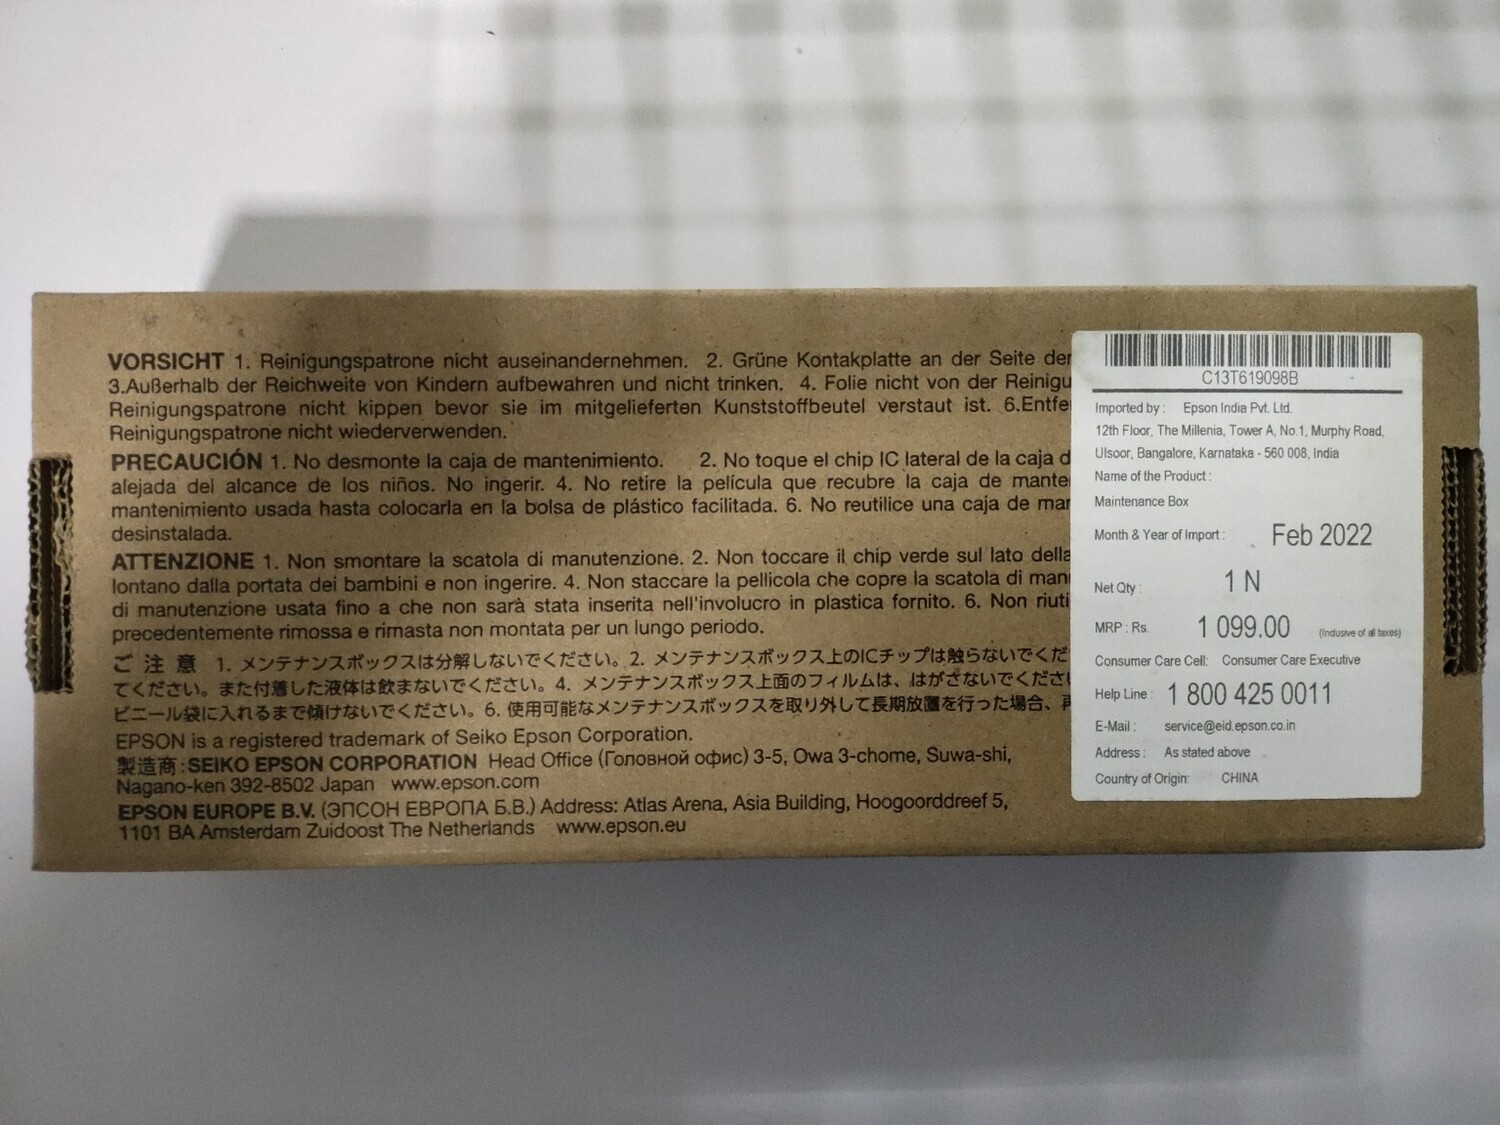 VORSICHT 1. Reinigungspatrone nicht auseinandernehmen. 2. Grüne Kontakplatte an der Seite der
3.Außerhalb der Reichweite von Kindern aufbewahren und nicht trinken. 4. Folie nicht von der Reinigu
Reinigungspatrone nicht kippen bevor sie im mitgelieferten Kunststoffbeutel verstaut ist. 6.Entfe
Reinigungspatrone nicht wiederverwenden.
PRECAUCIÓN 1. No desmonte la caja de mantenimiento. 2. No toque el chip IC lateral de la caja d
alejada del alcance de los niños. No ingerir. 4. No retire la película que recubre la caja de mante
mantenimiento usada hasta colocarla en la bolsa de plástico facilitada. 6. No reutilice una caja de mar
desinstalada.
ATTENZIONE 1. Non smontare la scatola di manutenzione. 2. Non toccare il chip verde sul lato della
lontano dalla portata dei bambini e non ingerire. 4. Non staccare la pellicola che copre la scatola di man
di manutenzione usata fino a che non sarà stata inserita nell'involucro in plastica fornito. 6. Non riuti
precedentemente rimossa e rimasta non montata per un lungo periodo.
ご注意 1. メンテナンスボックスは分解しないでください。2. メンテナンスボックス上のICチップは触らないでくだ
てください。また付着した液体は飲まないでください。4. メンテナンスボックス上面のフィルムは、はがさないでくださ
ビニール袋に入れるまで傾けないでください。6. 使用可能なメンテナンスボックスを取り外して長期放置を行った場合、
EPSON is a registered trademark of Seiko Epson Corporation.
製造商:SEIKO EPSON CORPORATION Head Office (Головной офис) 3-5, Owa 3-chome, Suwa-shi,
Nagano-ken 392-8502 Japan www.epson.com
EPSON EUROPE B.V. (ЭПСОН ЕВРОПА Б.В.) Address: Atlas Arena, Asia Building, Hoogoorddreef 5,
1101 BA Amsterdam Zuidoost The Netherlands www.epson.eu
C13T619098B
Imported by : Epson India Pvt. Ltd.
12th Floor, The Millenia, Tower A, No.1, Murphy Road,
Ulsoor, Bangalore, Karnataka - 560 008, India
Name of the Product :
Maintenance Box
Month & Year of Import : Feb 2022
Net Qty : 1 N
MRP : Rs. 1 099.00 (Inclusive of all taxes)
Consumer Care Cell: Consumer Care Executive
Help Line : 1 800 425 0011
E-Mail : service@eid.epson.co.in
Address : As stated above
Country of Origin: CHINA